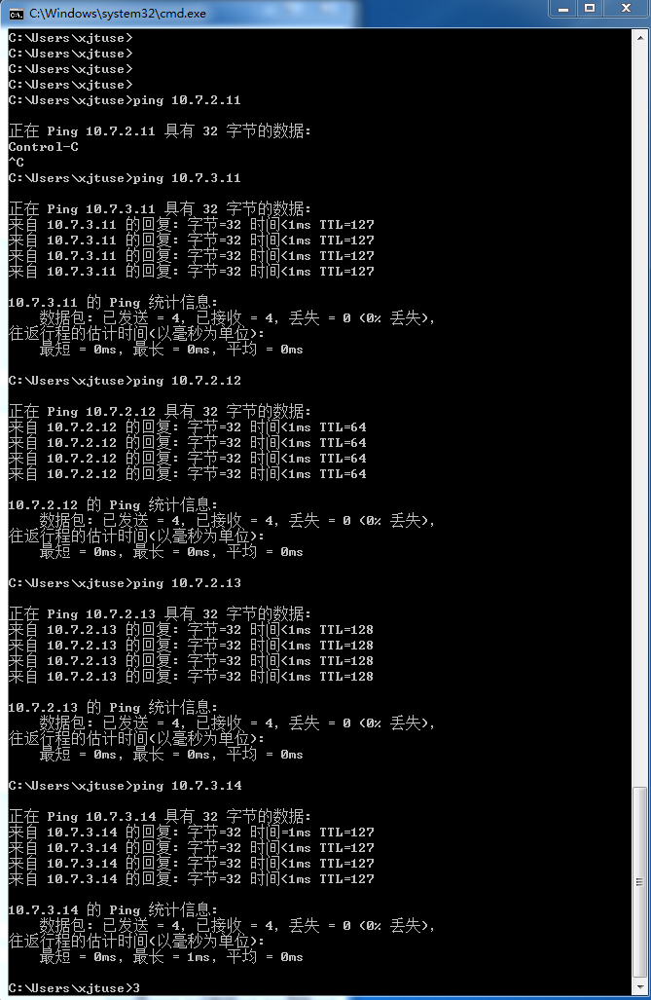 C:\Windows\system32\cmd.exe
C:\Users\xjtuse>
C:\Users\xjtuse>
C:\Users\xjtuse>
C:\Users\xjtuse>
C:\Users\xjtuse>ping 10.7.2.11
正在 Ping 10.7.2.11 具有 32 字节的数据:
Control-C
^C
C:\Users\xjtuse>ping 10.7.3.11
正在 Ping 10.7.3.11 具有 32 字节的数据:
来自 10.7.3.11 的回复: 字节=32 时间<1ms TTL=127
来自 10.7.3.11 的回复: 字节=32 时间<1ms TTL=127
来自 10.7.3.11 的回复: 字节=32 时间<1ms TTL=127
来自 10.7.3.11 的回复: 字节=32 时间<1ms TTL=127
10.7.3.11 的 Ping 统计信息:
数据包: 已发送 = 4, 已接收 = 4, 丢失 = 0 (0% 丢失),
往返行程的估计时间(以毫秒为单位):
最短 = 0ms, 最长 = 0ms, 平均 = 0ms
C:\Users\xjtuse>ping 10.7.2.12
正在 Ping 10.7.2.12 具有 32 字节的数据:
来自 10.7.2.12 的回复: 字节=32 时间<1ms TTL=64
来自 10.7.2.12 的回复: 字节=32 时间<1ms TTL=64
来自 10.7.2.12 的回复: 字节=32 时间<1ms TTL=64
来自 10.7.2.12 的回复: 字节=32 时间<1ms TTL=64
10.7.2.12 的 Ping 统计信息:
数据包: 已发送 = 4, 已接收 = 4, 丢失 = 0 (0% 丢失),
往返行程的估计时间(以毫秒为单位):
最短 = 0ms, 最长 = 0ms, 平均 = 0ms
C:\Users\xjtuse>ping 10.7.2.13
正在 Ping 10.7.2.13 具有 32 字节的数据:
来自 10.7.2.13 的回复: 字节=32 时间<1ms TTL=128
来自 10.7.2.13 的回复: 字节=32 时间<1ms TTL=128
来自 10.7.2.13 的回复: 字节=32 时间<1ms TTL=128
来自 10.7.2.13 的回复: 字节=32 时间<1ms TTL=128
10.7.2.13 的 Ping 统计信息:
数据包: 已发送 = 4, 已接收 = 4, 丢失 = 0 (0% 丢失),
往返行程的估计时间(以毫秒为单位):
最短 = 0ms, 最长 = 0ms, 平均 = 0ms
C:\Users\xjtuse>ping 10.7.3.14
正在 Ping 10.7.3.14 具有 32 字节的数据:
来自 10.7.3.14 的回复: 字节=32 时间=1ms TTL=127
来自 10.7.3.14 的回复: 字节=32 时间<1ms TTL=127
来自 10.7.3.14 的回复: 字节=32 时间<1ms TTL=127
来自 10.7.3.14 的回复: 字节=32 时间<1ms TTL=127
10.7.3.14 的 Ping 统计信息:
数据包: 已发送 = 4, 已接收 = 4, 丢失 = 0 (0% 丢失),
往返行程的估计时间(以毫秒为单位):
最短 = 0ms, 最长 = 1ms, 平均 = 0ms
C:\Users\xjtuse>3